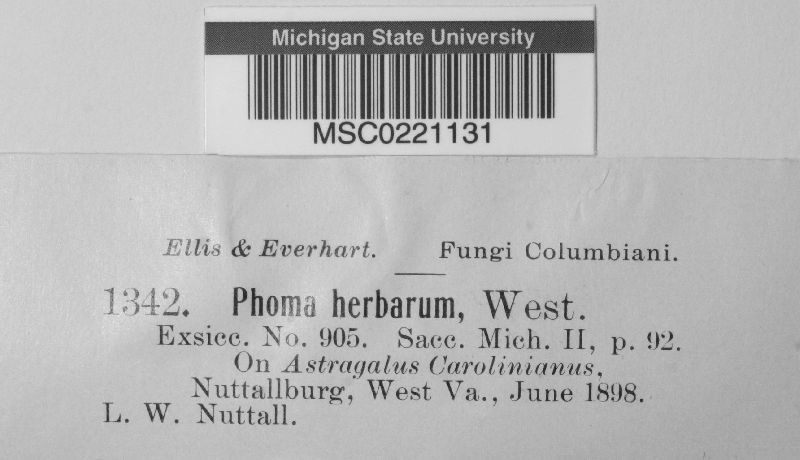 Michigan State University
MSC0221131
Ellis & Everhart. Fungi Columbiani.
1342. Phoma herbarum, West.
Exsicc. No. 905. Sacc. Mich. II, p. 92.
On Astragalus Carolinianus,
Nuttallburg, West Va., June 1898.
L. W. Nuttall.